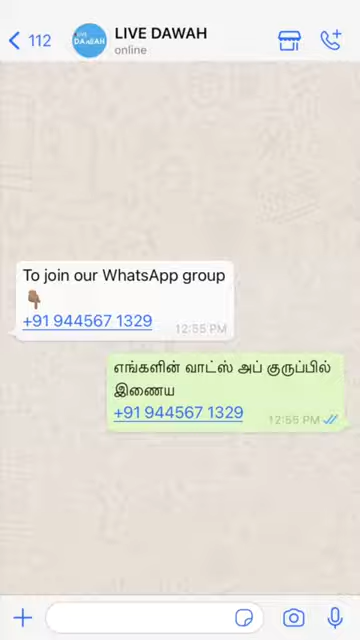 112
LIVE DAWAH
LIVE DAWAH
online
To join our WhatsApp group
+91 944567 1329
12:55 PM
எங்களின் வாட்ஸ் அப் குருப்பில்
இணைய
+91 944567 1329
12:55 PM